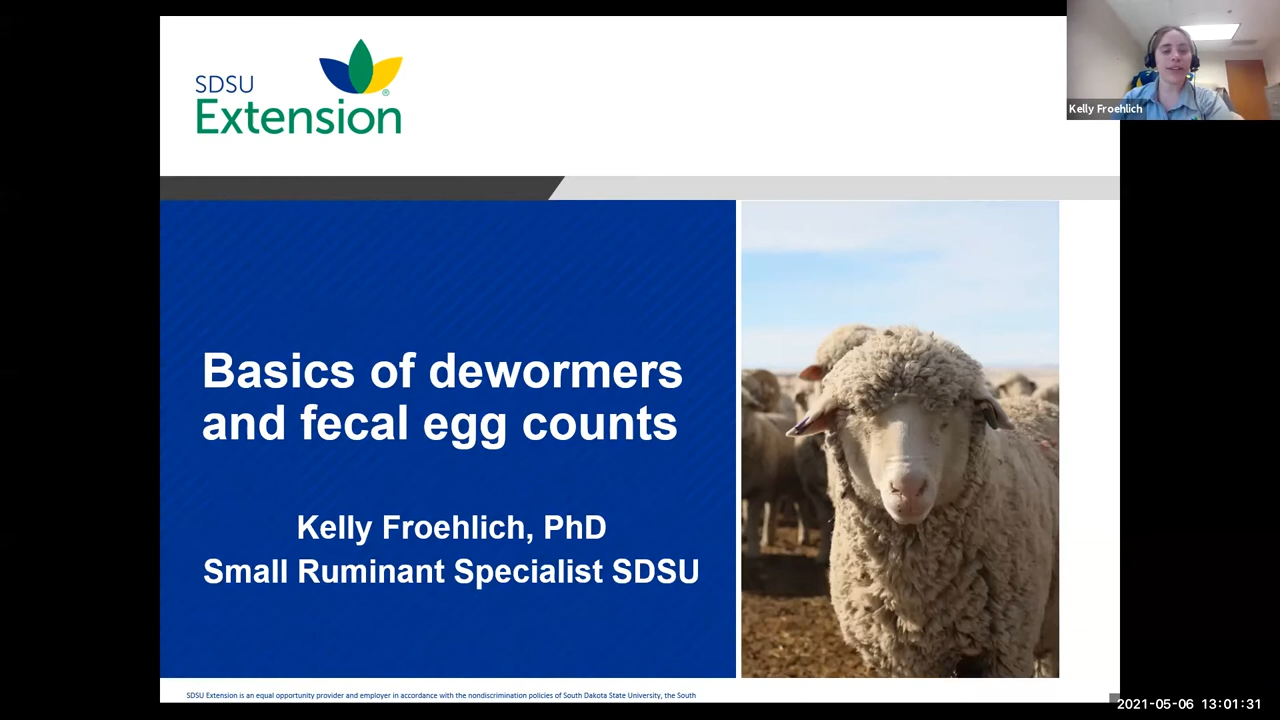 SDSU
Extension
®
Kelly Froehlich
Basics of dewormers
and fecal egg counts
Kelly Froehlich, PhD
Small Ruminant Specialist SDSU
SDSU Extension is an equal opportunity provider and employer in accordance with the nondiscrimination policies of South Dakota State University, the South
2021-05-06 13:01:31